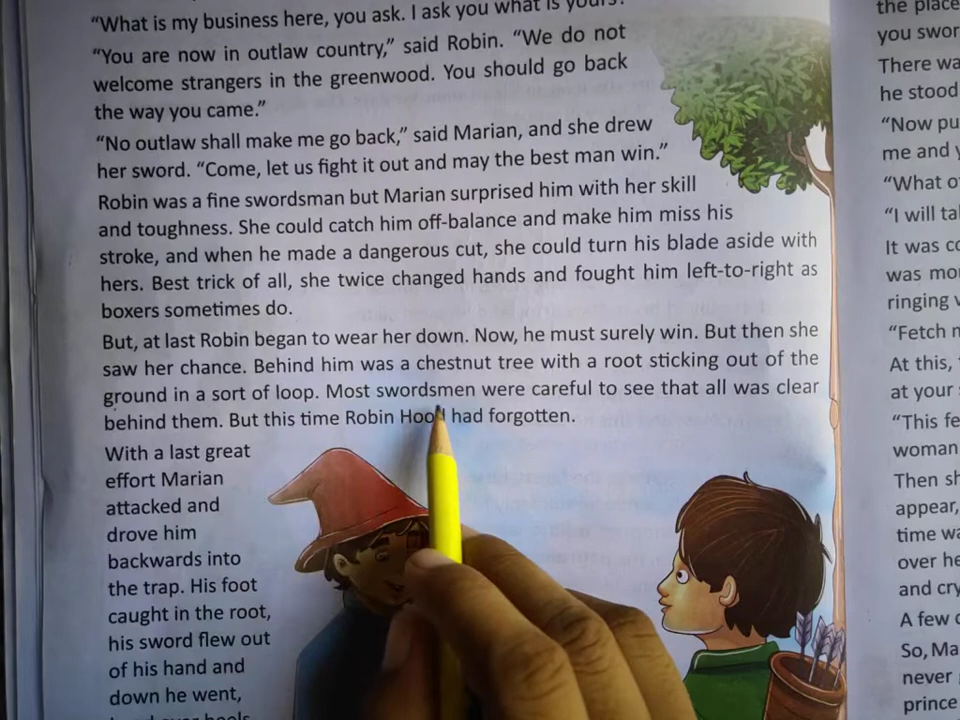 "What is my business here, you ask. I ask you what is yours?
"You are now in outlaw country," said Robin. "We do not
welcome strangers in the greenwood. You should go back
the way you came."
"No outlaw shall make me go back," said Marian, and she drew
her sword. "Come, let us fight it out and may the best man win."
Robin was a fine swordsman but Marian surprised him with her skill
and toughness. She could catch him off-balance and make him miss his
stroke, and when he made a dangerous cut, she could turn his blade aside with
hers. Best trick of all, she twice changed hands and fought him left-to-right as
boxers sometimes do.
But, at last Robin began to wear her down. Now, he must surely win. But then she
saw her chance. Behind him was a chestnut tree with a root sticking out of the
ground in a sort of loop. Most swordsmen were careful to see that all was clear
behind them. But this time Robin Hood had forgotten.
With a last great
effort Marian
attacked and
drove him
backwards into
the trap. His foot
caught in the root,
his sword flew out
of his hand and
down he went,
the place
you
There
he stood
"Now
me and
"What
"I will
It was
was
ringing
"Fetch
At this,
at your
"This
woman
Then
appear,
time
over
and
A few
So,
never
prince